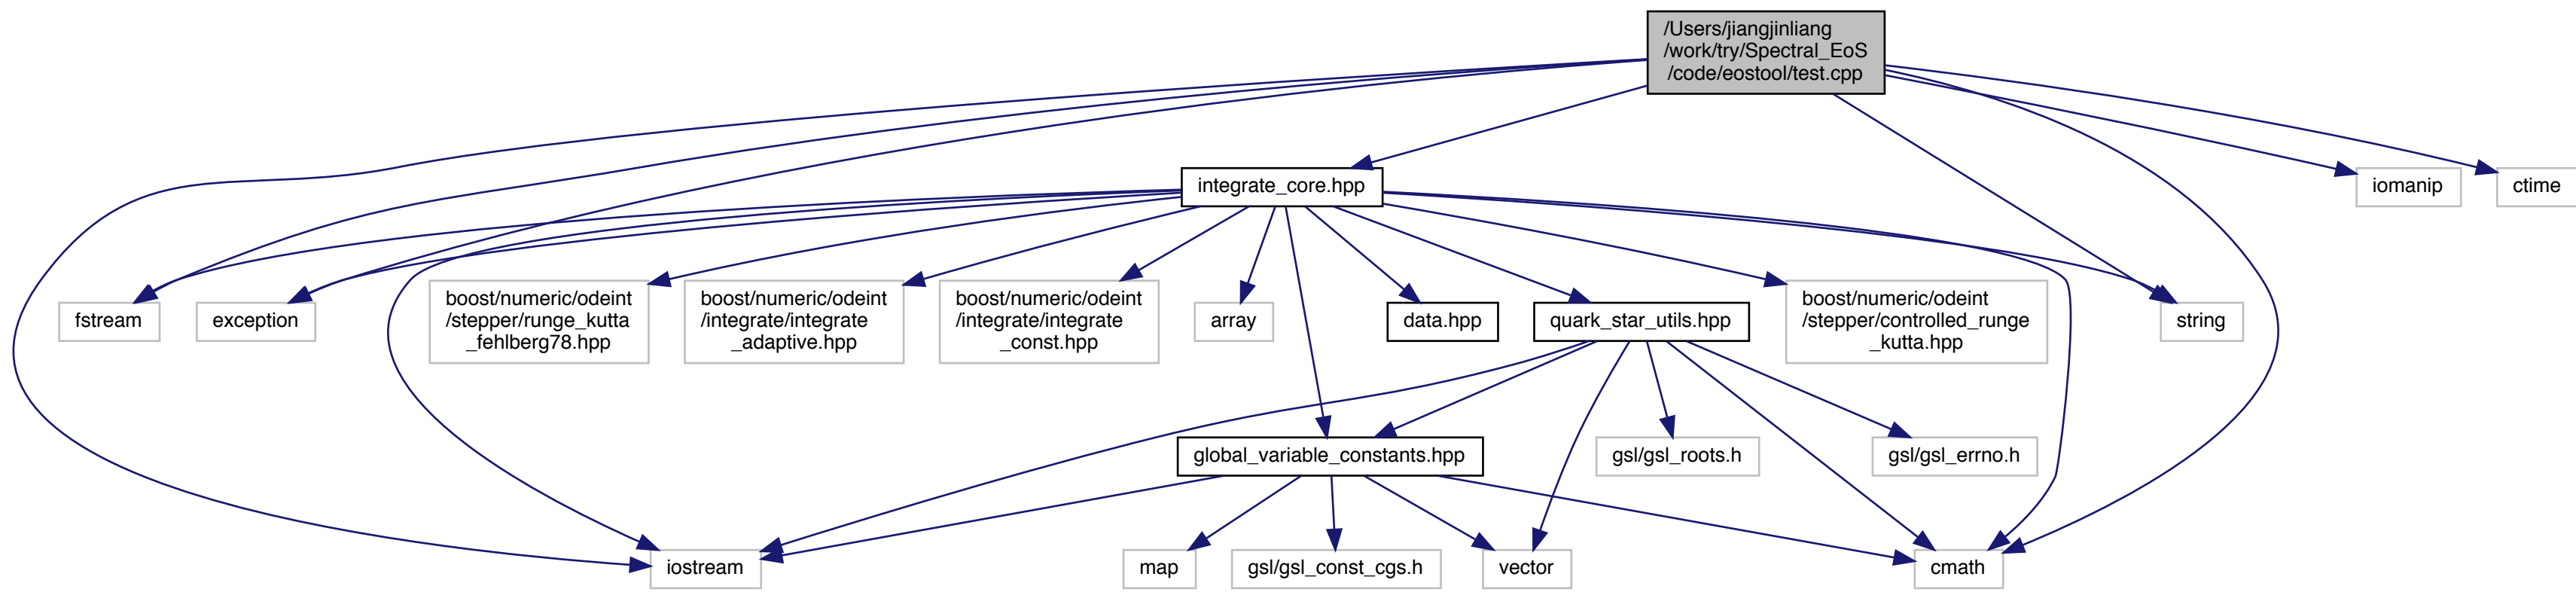 /Users/jiangjinliang
/work/try/Spectral_EoS
/code/eostool/test.cpp
integrate_core.hpp
iomanip
ctime
fstream
exception
boost/numeric/odeint
/stepper/runge_kutta
_fehlberg78.hpp
boost/numeric/odeint
/integrate/integrate
_adaptive.hpp
boost/numeric/odeint
/integrate/integrate
_const.hpp
array
data.hpp
quark_star_utils.hpp
boost/numeric/odeint
/stepper/controlled_runge
_kutta.hpp
string
global_variable_constants.hpp
gsl/gsl_roots.h
gsl/gsl_errno.h
iostream
map
gsl/gsl_const_cgs.h
vector
cmath